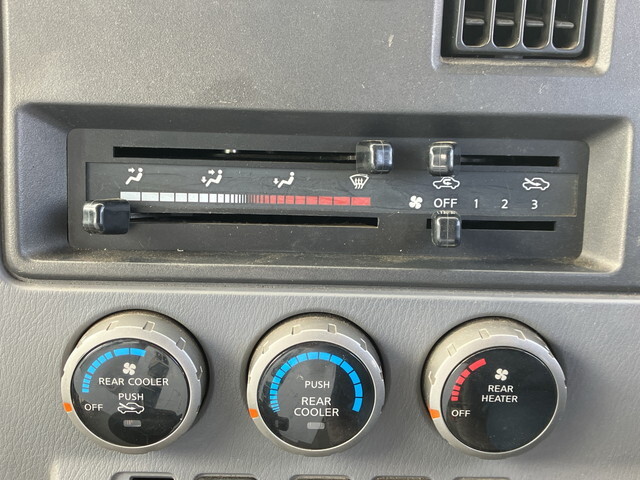 OFF 1 2 3
REAR COOLER
PUSH
OFF
PUSH
REAR
COOLER
REAR
HEATER
OFF